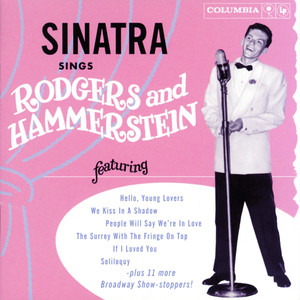 COLUMBIA
SINATRA
SINGS
RODGERS and
HAMMERSTEIN
featuring
Hello, Young Lovers
We Kiss In A Shadow
People Will Say We're In Love
The Surrey With The Fringe On Top
If I Loved You
Soliloquy
-plus 11 more
Broadway Show-stoppers!